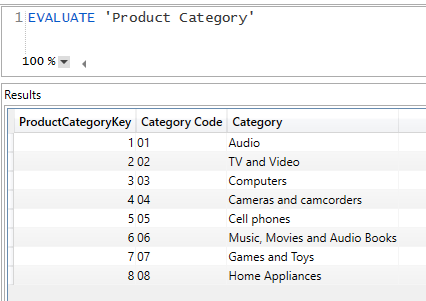 1 EVALUATE 'Product Category'
100 %
Results
ProductCategoryKey Category Code Category
1 01 Audio
2 02 TV and Video
3 03 Computers
4 04 Cameras and camcorders
5 05 Cell phones
6 06 Music, Movies and Audio Books
7 07 Games and Toys
8 08 Home Appliances